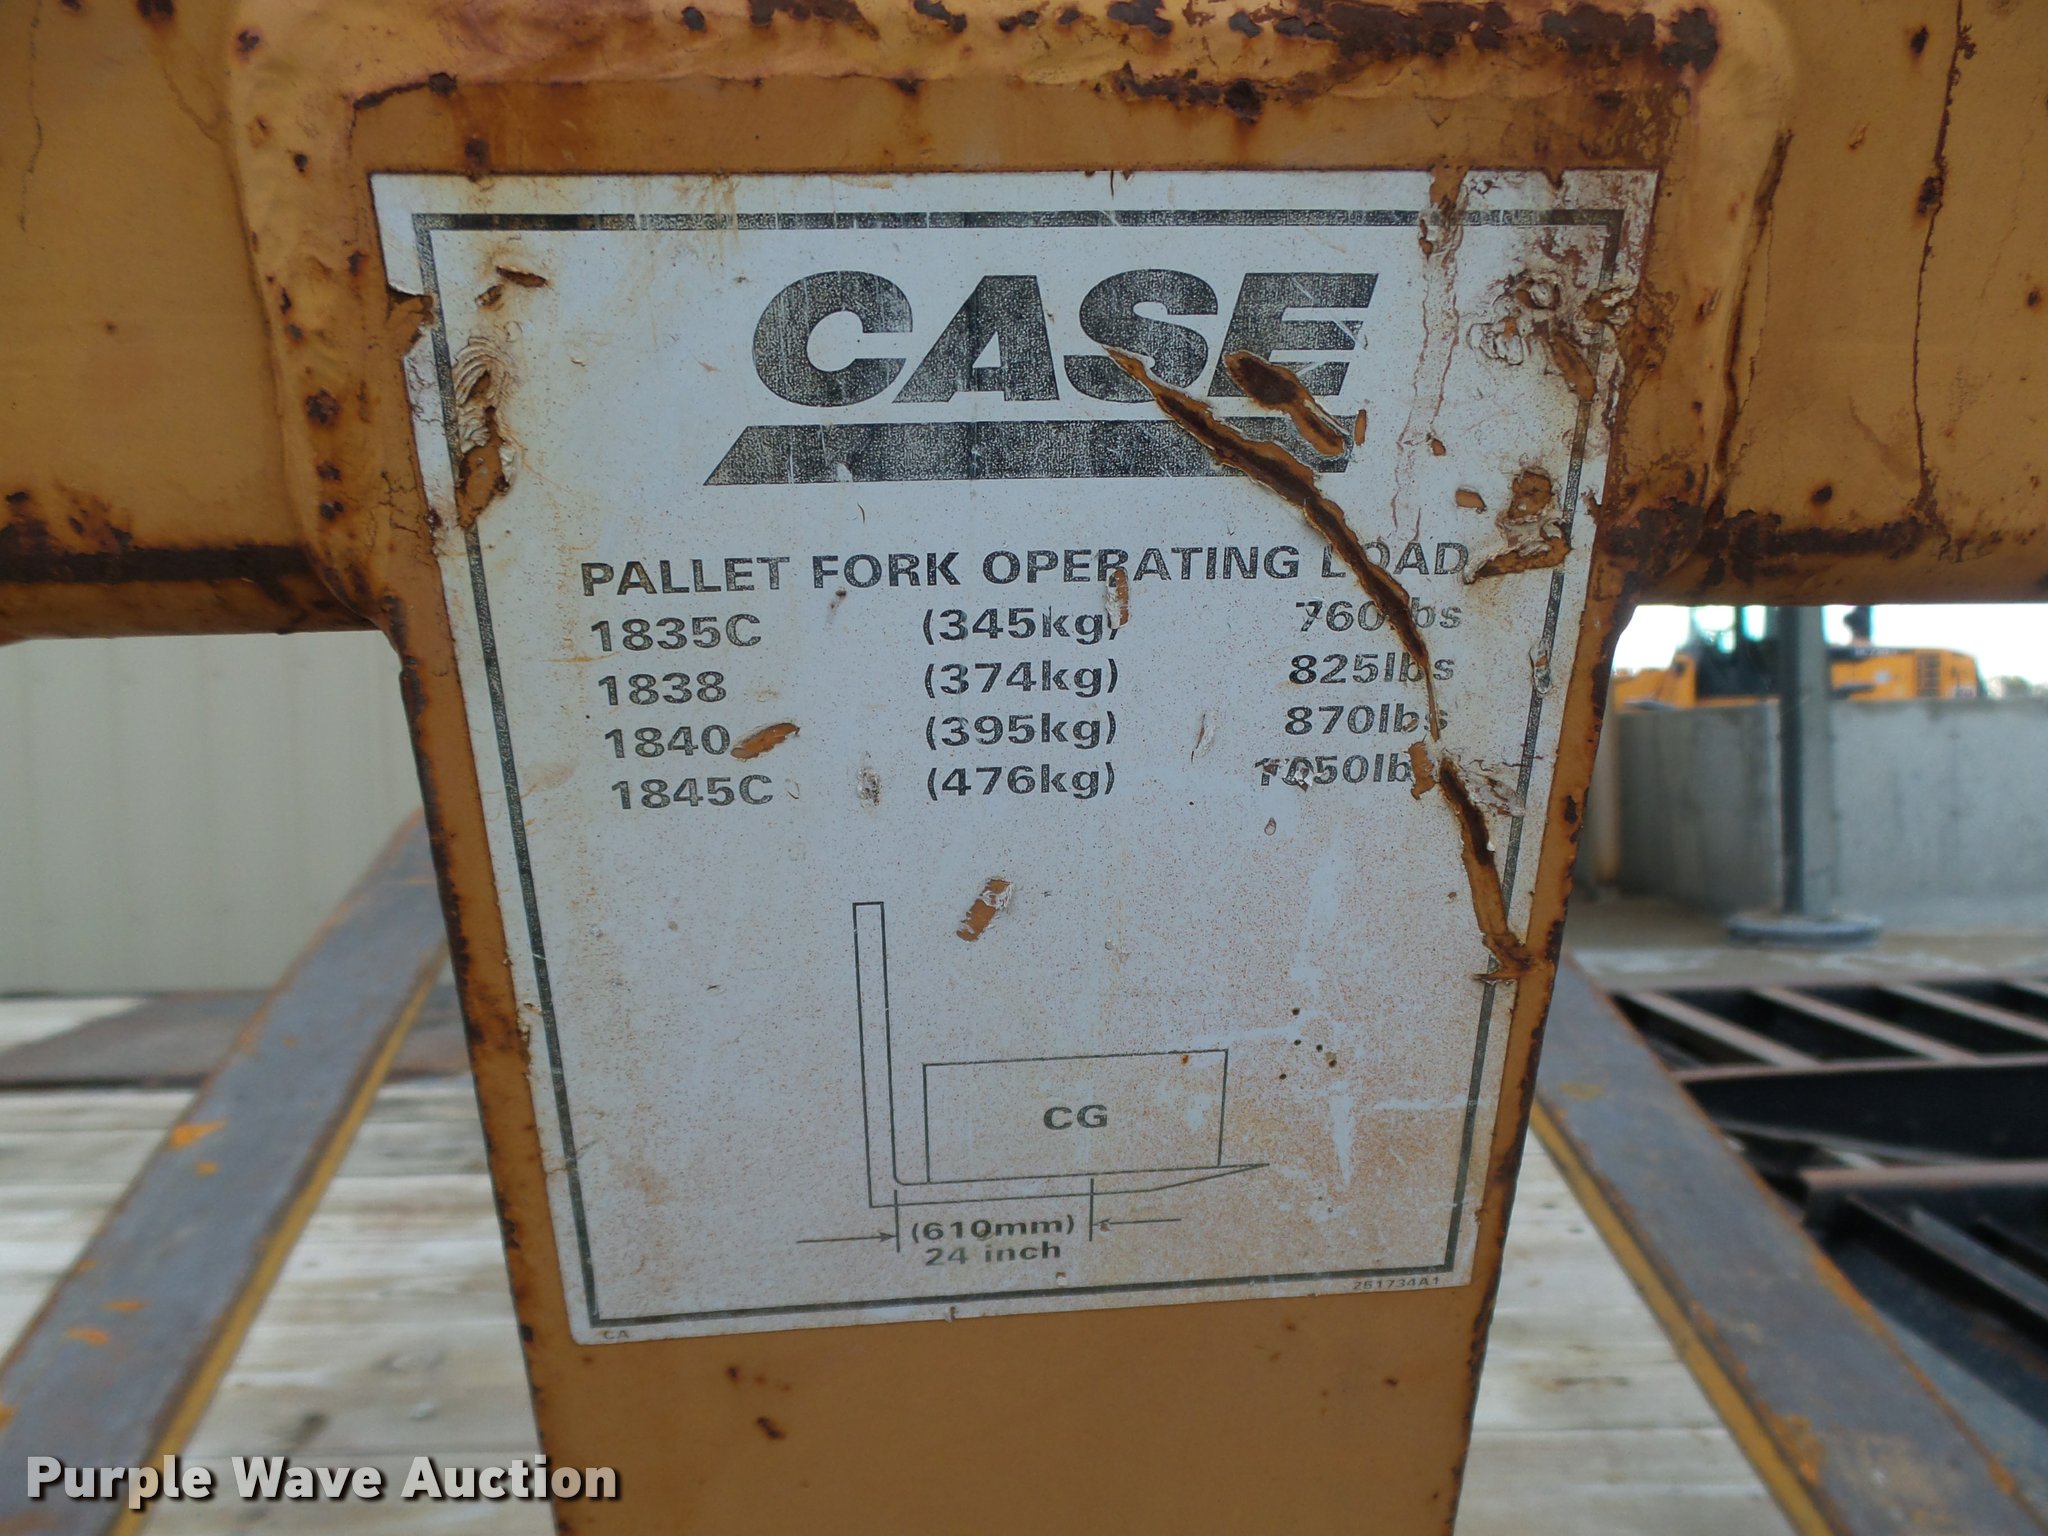 CASE
PALLET FORK OPERATING LOAD
1835C (345kg) 760lbs
1838 (374kg) 825lbs
1840 (395kg) 870lbs
1845C (476kg) 1050lbs
CG
(610mm)
24 inch
Z61734A1
CA
Purple Wave Auction